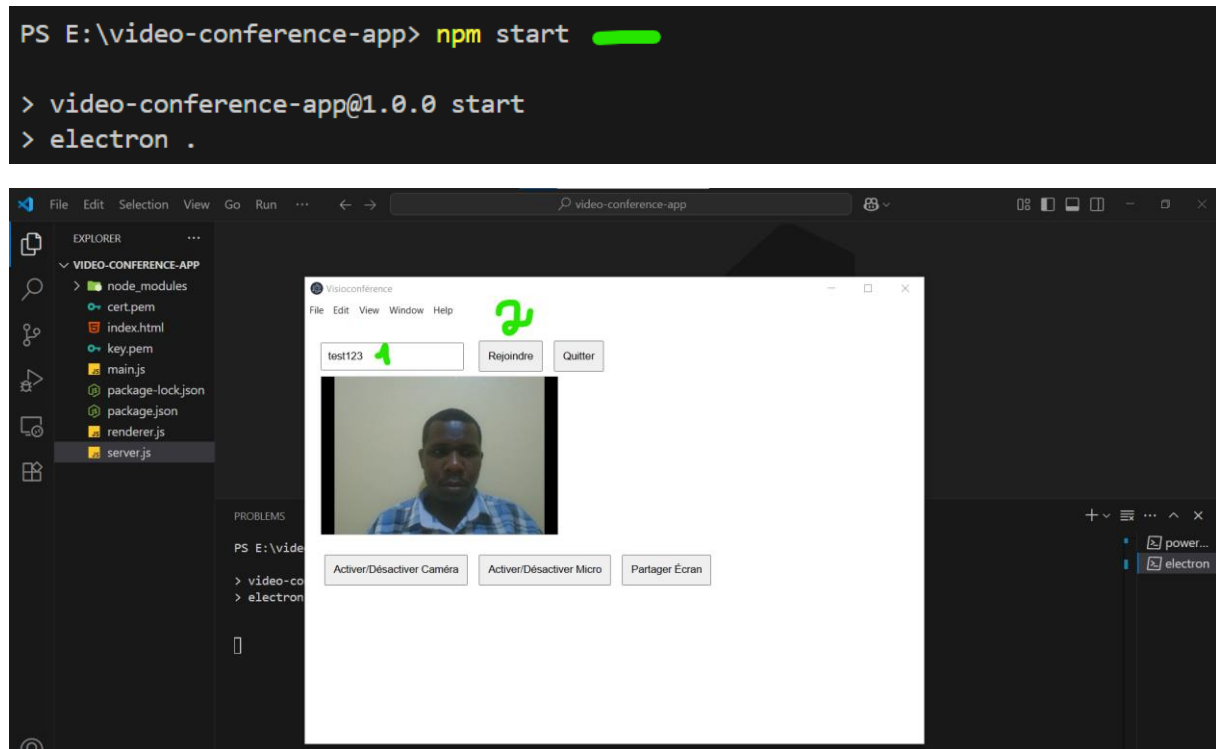 PS E:\video-conference-app> npm start
> video-conference-app@1.0.0 start
> electron .
File Edit Selection View Go Run ··· ← → video-conference-app
EXPLORER ···
VIDEO-CONFERENCE-APP
> node_modules
cert.pem
index.html
key.pem
main.js
package-lock.json
package.json
renderer.js
server.js
Visioconférence
File Edit View Window Help
2
test123 1 Rejoindre Quitter
Activer/Désactiver Caméra Activer/Désactiver Micro Partager Écran
PROBLEMS
PS E:\vide
> video-co
> electron
power...
electron